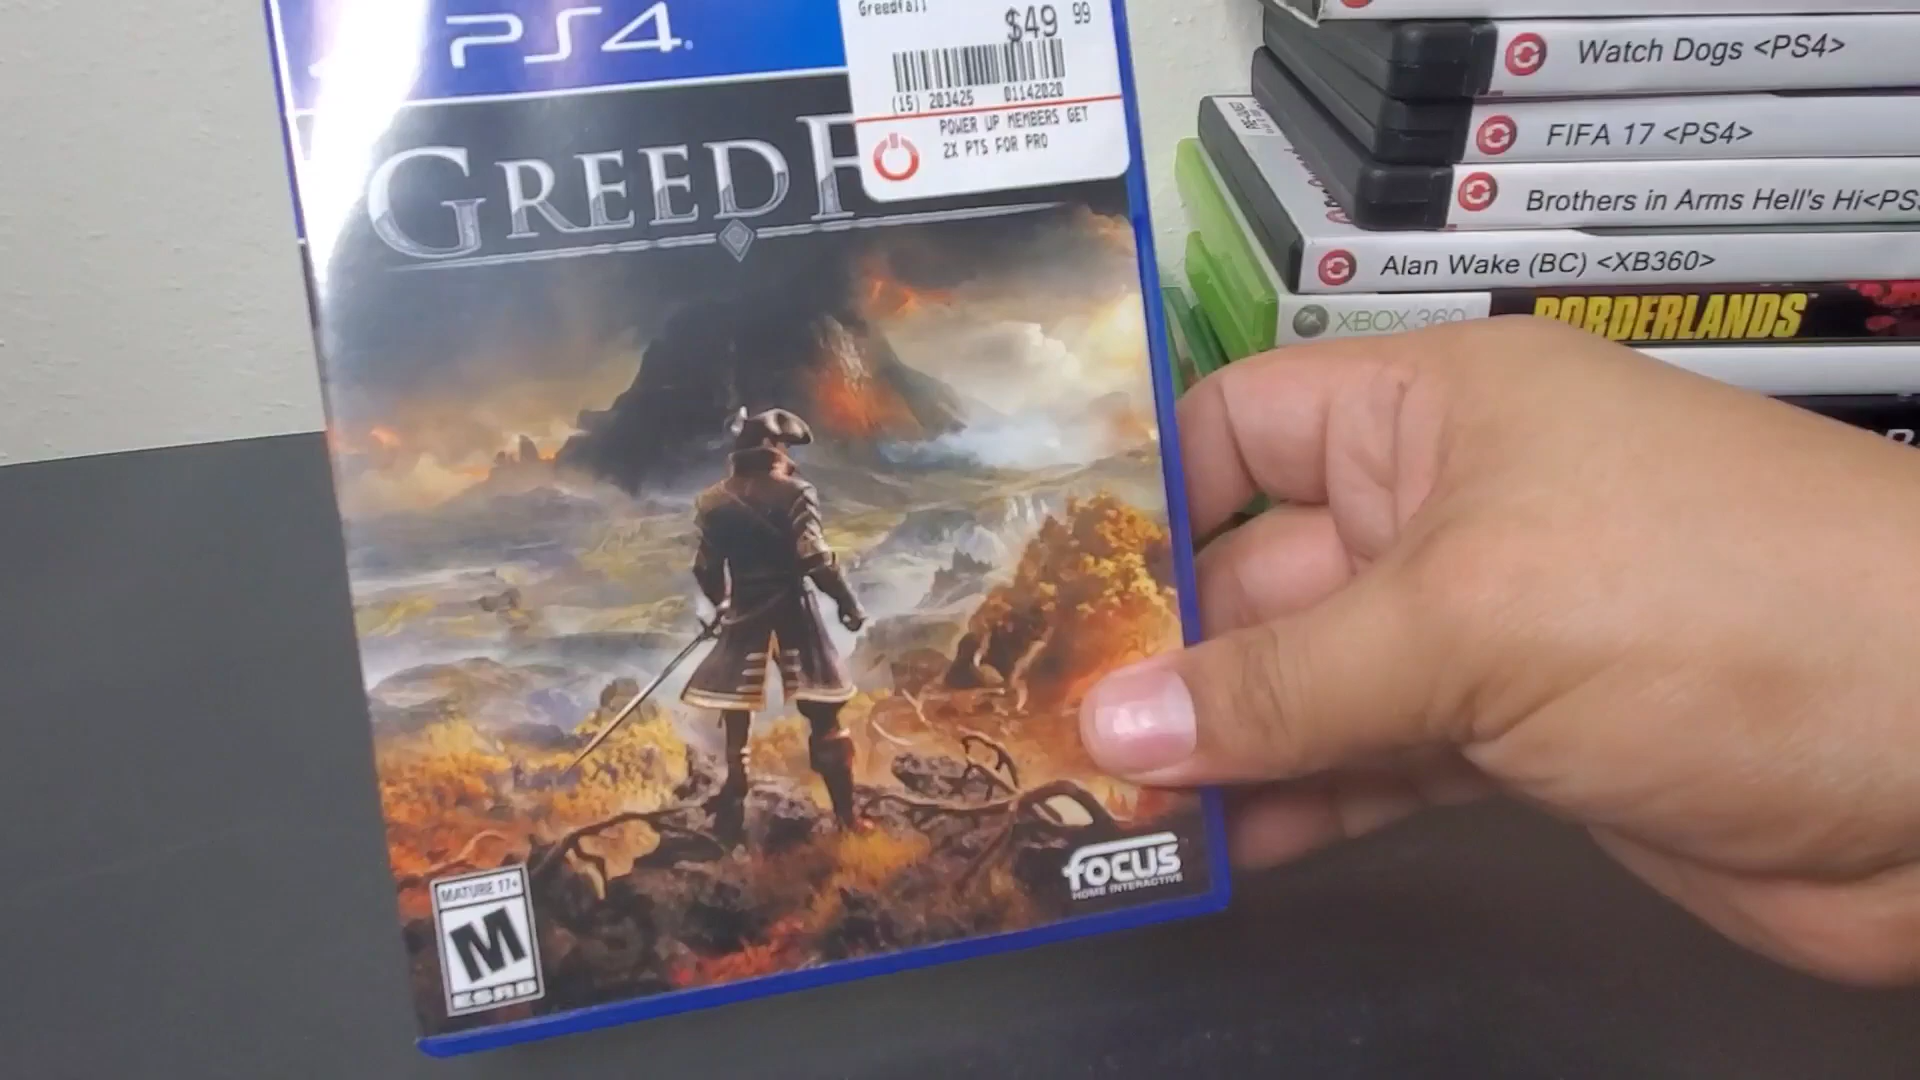 PS4
Greedfall
$49 99
(15) 203425 01142020
POWER UP MEMBERS GET
2X PTS FOR PRO
GREEDF
MATURE 17+
M
ESRB
focus
HOME INTERACTIVE
Watch Dogs <PS4>
FIFA 17 <PS4>
Brothers in Arms Hell's Hi<PS
Alan Wake (BC) <XB360>
XBOX 360
BORDERLANDS